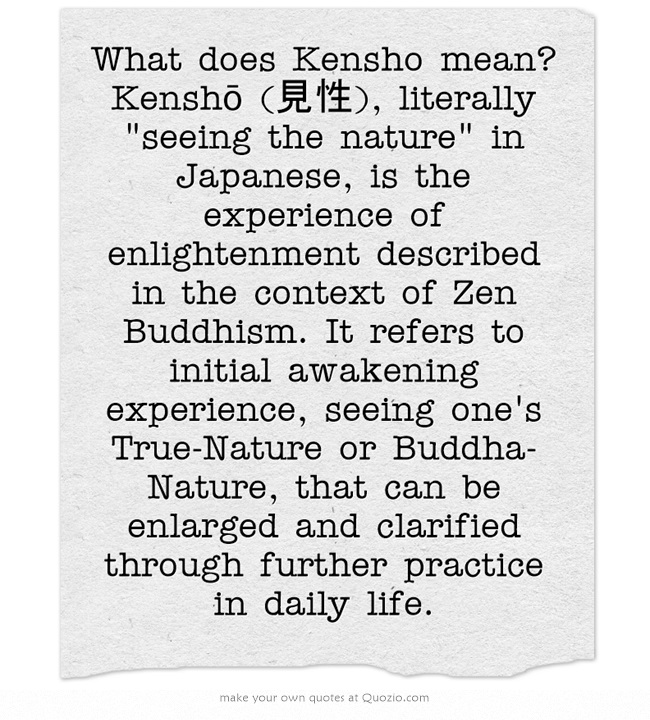 What does Kensho mean?
Kenshō (見性), literally
"seeing the nature" in
Japanese, is the
experience of
enlightenment described
in the context of Zen
Buddhism. It refers to
initial awakening
experience, seeing one's
True-Nature or Buddha-
Nature, that can be
enlarged and clarified
through further practice
in daily life.
make your own quotes at Quozio.com